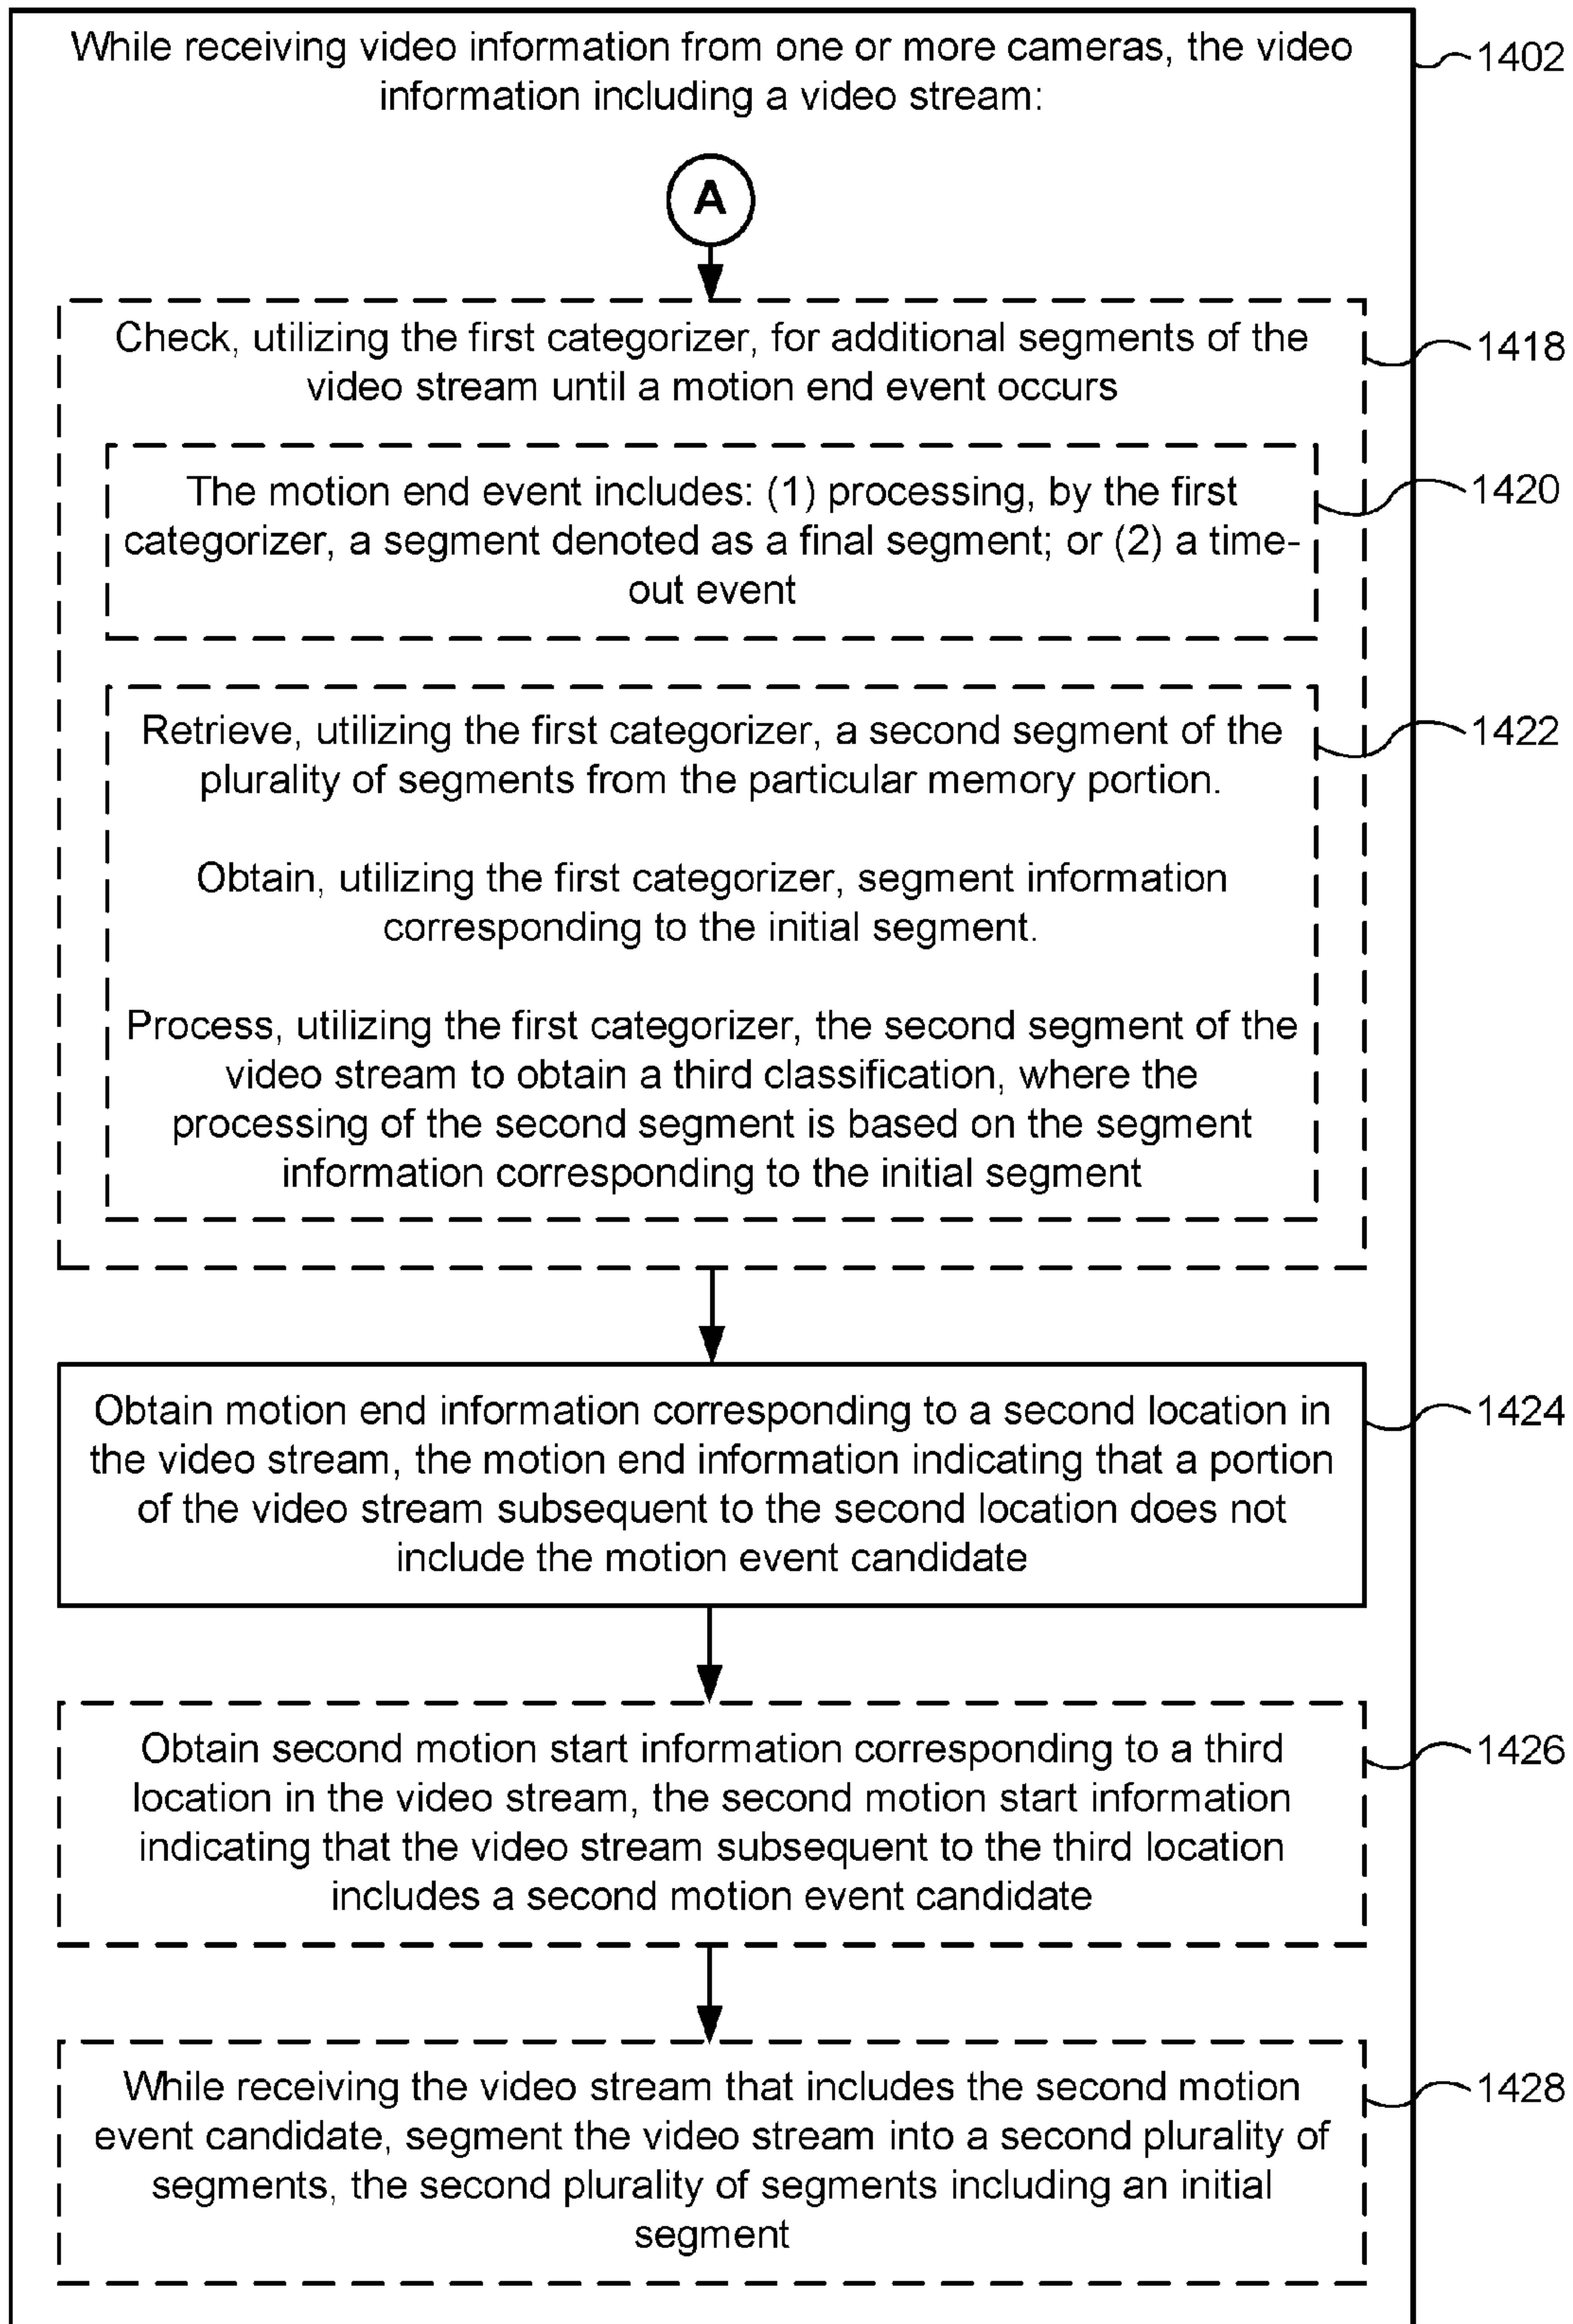 While receiving video information from one or more cameras, the video
information including a video stream:
1402
A
Check, utilizing the first categorizer, for additional segments of the
video stream until a motion end event occurs
1418
The motion end event includes: (1) processing, by the first
categorizer, a segment denoted as a final segment; or (2) a time-
out event
1420
Retrieve, utilizing the first categorizer, a second segment of the
plurality of segments from the particular memory portion.
1422
Obtain, utilizing the first categorizer, segment information
corresponding to the initial segment.
Process, utilizing the first categorizer, the second segment of the
video stream to obtain a third classification, where the
processing of the second segment is based on the segment
information corresponding to the initial segment
Obtain motion end information corresponding to a second location in
the video stream, the motion end information indicating that a portion
of the video stream subsequent to the second location does not
include the motion event candidate
1424
Obtain second motion start information corresponding to a third
location in the video stream, the second motion start information
indicating that the video stream subsequent to the third location
includes a second motion event candidate
1426
While receiving the video stream that includes the second motion
event candidate, segment the video stream into a second plurality of
segments, the second plurality of segments including an initial
segment
1428